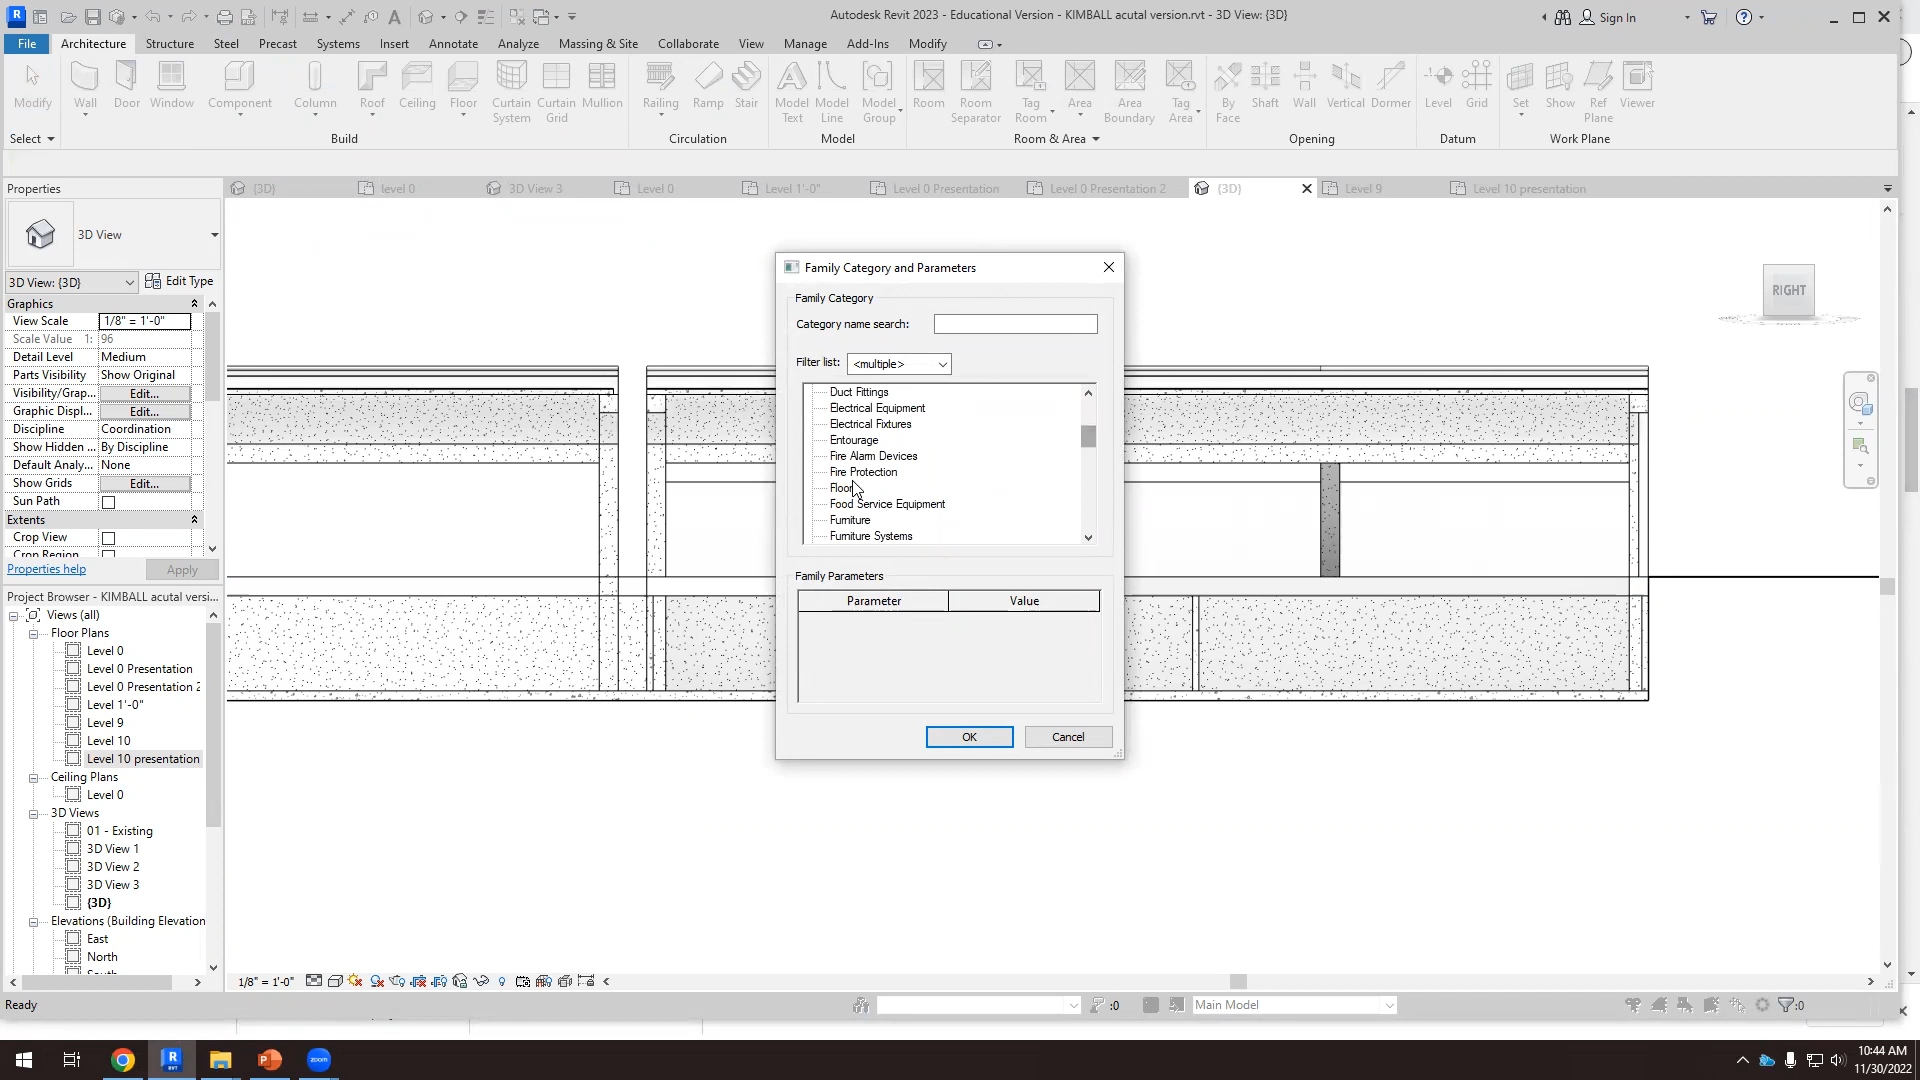 Autodesk Revit 2023 - Educational Version - KIMBALL acutal version.rvt - 3D View: {3D}
Sign In
File Architecture Structure Steel Precast Systems Insert Annotate Analyze Massing & Site Collaborate View Manage Add-Ins Modify
Modify Wall Door Window Component Column Roof Ceiling Floor Curtain System Curtain Grid Mullion Railing Ramp Stair Model Text Model Line Model Group Room Room Separator Tag Room Area Area Boundary Tag Area By Face Shaft Wall Vertical Dormer Level Grid Set Show Ref Plane Viewer
Select Build Circulation Model Room & Area Opening Datum Work Plane
Properties
{3D} level 0 3D View 3 Level 0 Level 1'-0" Level 0 Presentation Level 0 Presentation 2 {3D} Level 9 Level 10 presentation
3D View
3D View: {3D} Edit Type
Graphics
View Scale 1/8" = 1'-0"
Scale Value 1: 96
Detail Level Medium
Parts Visibility Show Original
Visibility/Grap... Edit...
Graphic Displ... Edit...
Discipline Coordination
Show Hidden ... By Discipline
Default Analy... None
Show Grids Edit...
Sun Path
Extents
Crop View
Crop Region
Properties help Apply
Project Browser - KIMBALL acutal versi...
Views (all)
Floor Plans
Level 0
Level 0 Presentation
Level 0 Presentation 2
Level 1'-0"
Level 9
Level 10
Level 10 presentation
Ceiling Plans
Level 0
3D Views
01 - Existing
3D View 1
3D View 2
3D View 3
{3D}
Elevations (Building Elevation
East
North
South
RIGHT
Family Category and Parameters
Family Category
Category name search:
Filter list: <multiple>
Duct Fittings
Electrical Equipment
Electrical Fixtures
Entourage
Fire Alarm Devices
Fire Protection
Floor
Food Service Equipment
Furniture
Furniture Systems
Family Parameters
Parameter Value
OK Cancel
1/8" = 1'-0"
Ready
:0
Main Model
:0
10:44 AM
11/30/2022
zoom